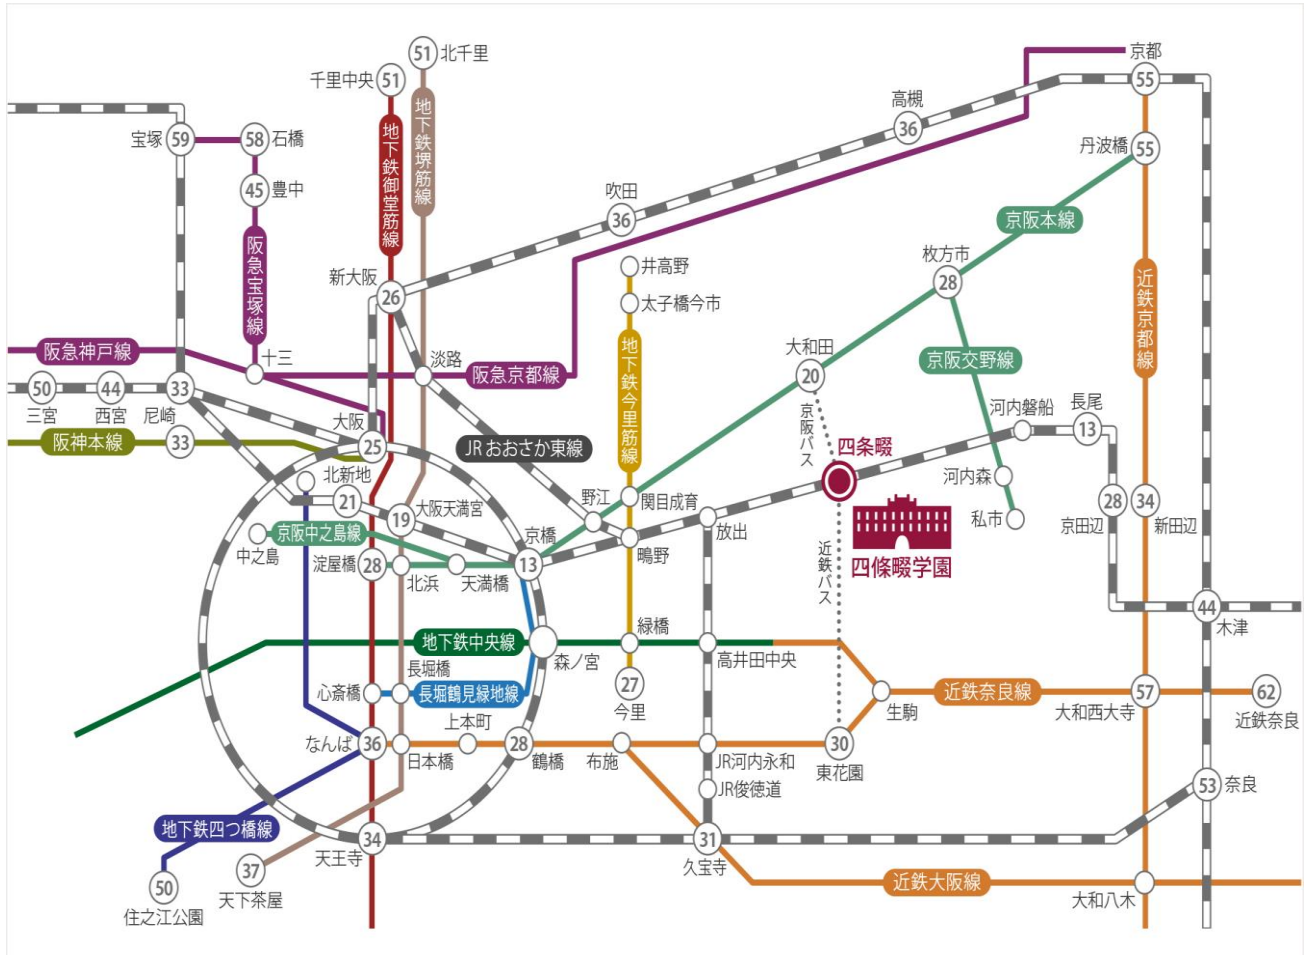 51
北千里
千里中央
51
京都
55
高槻
36
宝塚
59
58
石橋
45
豊中
地下鉄御堂筋線
地下鉄堺筋線
丹波橋
55
吹田
36
京阪本線
阪急宝塚線
新大阪
26
井高野
太子橋今市
枚方市
28
近鉄京都線
阪急神戸線
十三
淡路
阪急京都線
地下鉄今里筋線
大和田
20
京阪交野線
50
三宮
44
西宮
33
尼崎
大阪
25
京阪バス
河内磐船
長尾
13
阪神本線
33
JRおおさか東線
四条畷
北新地
21
大阪天満宮
19
野江
関目成育
河内森
私市
28
京田辺
34
新田辺
京阪中之島線
中之島
京橋
13
鴫野
放出
四條畷学園
淀屋橋
28
北浜
天満橋
近鉄バス
44
木津
地下鉄中央線
森ノ宮
緑橋
高井田中央
長堀橋
心斎橋
長堀鶴見緑地線
27
今里
生駒
近鉄奈良線
57
大和西大寺
62
近鉄奈良
なんば
36
日本橋
上本町
28
鶴橋
布施
JR河内永和
30
東花園
JR俊徳道
53
奈良
地下鉄四つ橋線
34
天王寺
31
久宝寺
37
天下茶屋
50
住之江公園
近鉄大阪線
大和八木